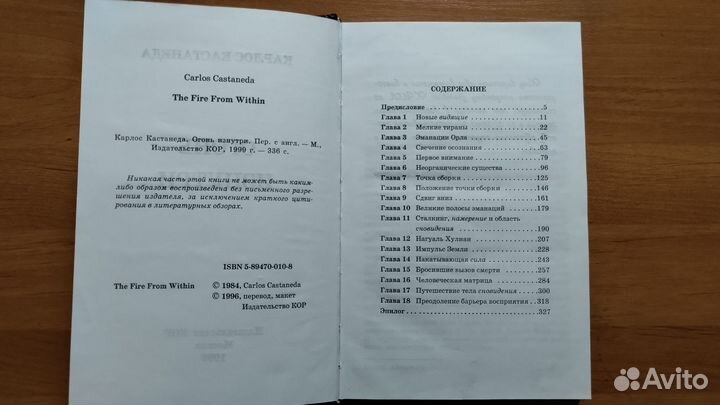 Carlos Castaneda
The Fire From Within
Карлос Кастанеда. Огонь изнутри. Пер. с англ. – М.,
Издательство КОР, 1999 г. – 336 с.
Никакая часть этой книги не может быть каким-
либо образом воспроизведена без письменного разре-
шения издателя, за исключением краткого цити-
рования в литературных обзорах.
ISBN 5-89470-010-8
The Fire From Within © 1984, Carlos Castaneda
© 1996, перевод, макет
Издательство КОР
СОДЕРЖАНИЕ
Предисловие 5
Глава 1 Новые видящие 11
Глава 2 Мелкие тираны 22
Глава 3 Эманации Орла 45
Глава 4 Свечение осознания 63
Глава 5 Первое внимание 79
Глава 6 Неорганические существа 96
Глава 7 Точка сборки 125
Глава 8 Положение точки сборки 146
Глава 9 Сдвиг вниз 161
Глава 10 Великие полосы эманаций 179
Глава 11 Сталкинг, намерение и область
сновидения 193
Глава 12 Нагуаль Хулиан 207
Глава 13 Импульс Земли 228
Глава 14 Накатывающая сила 243
Глава 15 Бросившие вызов смерти 261
Глава 16 Человеческая матрица 284
Глава 17 Путешествие тела сновидения 300
Глава 18 Преодоление барьера восприятия 318
Эпилог 327
Avito